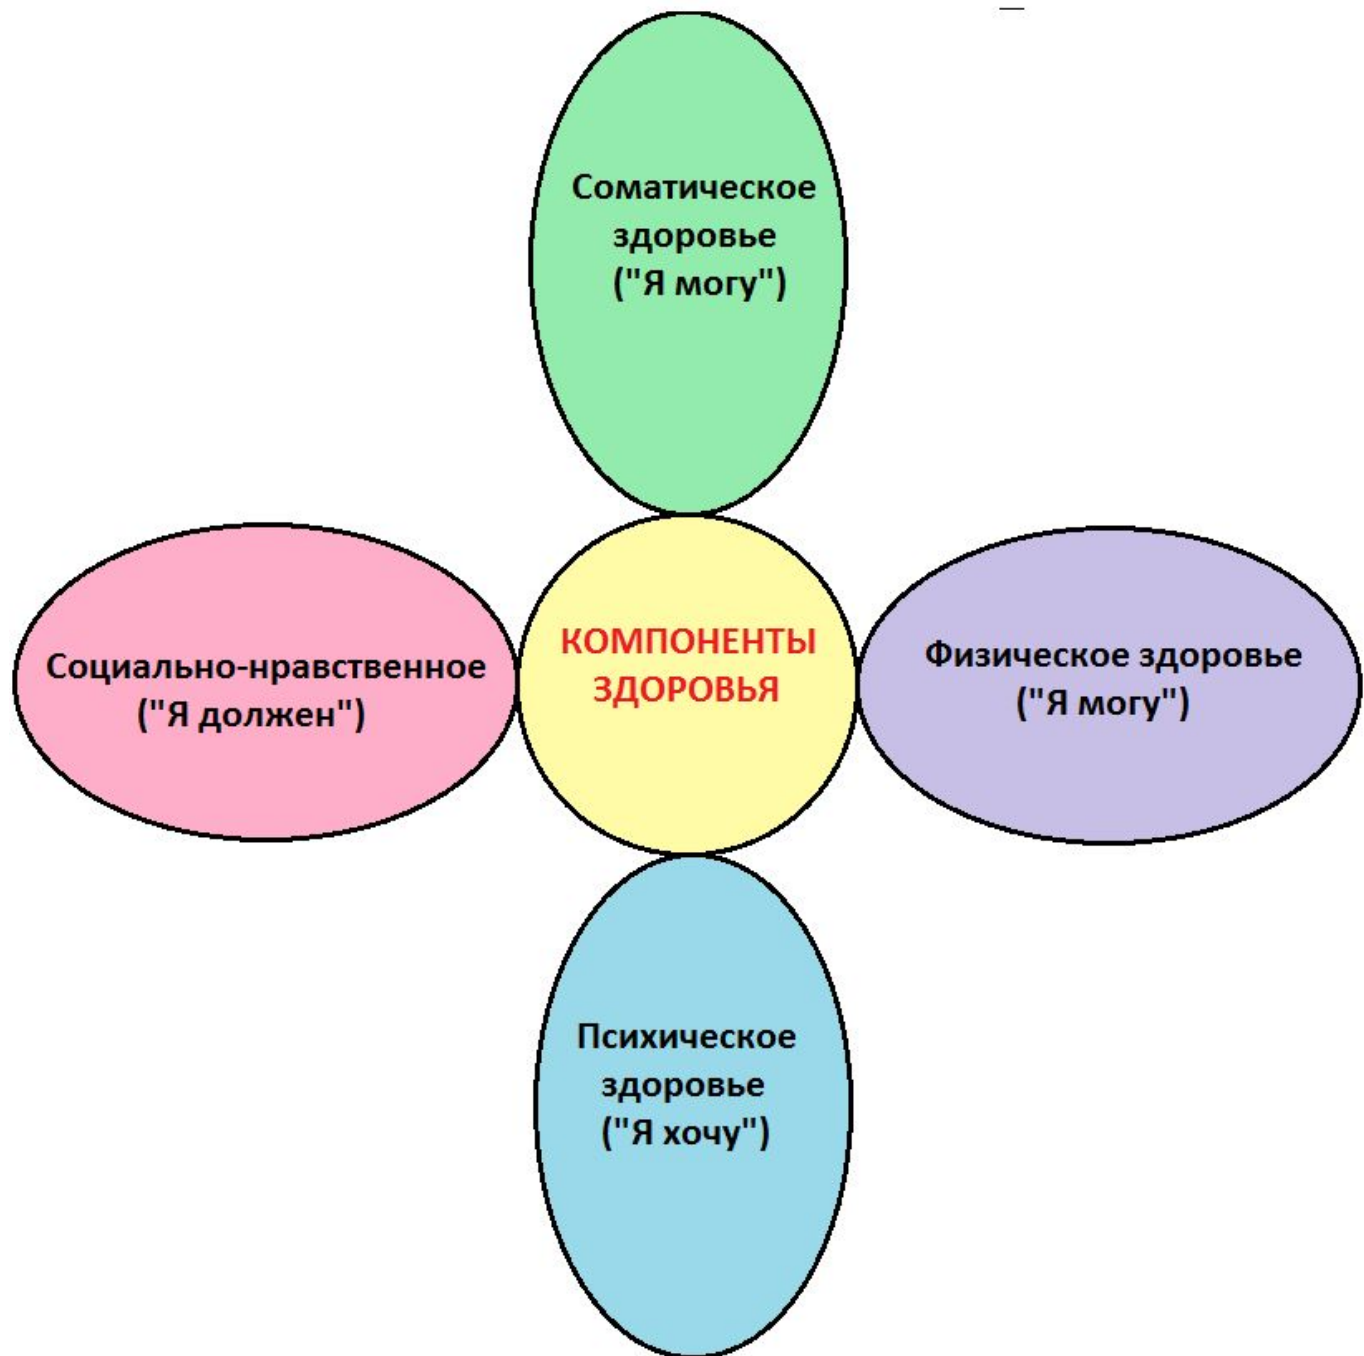 Соматическое
здоровье
("Я могу")
Социально-нравственное
("Я должен")
КОМПОНЕНТЫ
ЗДОРОВЬЯ
Физическое здоровье
("Я могу")
Психическое
здоровье
("Я хочу")